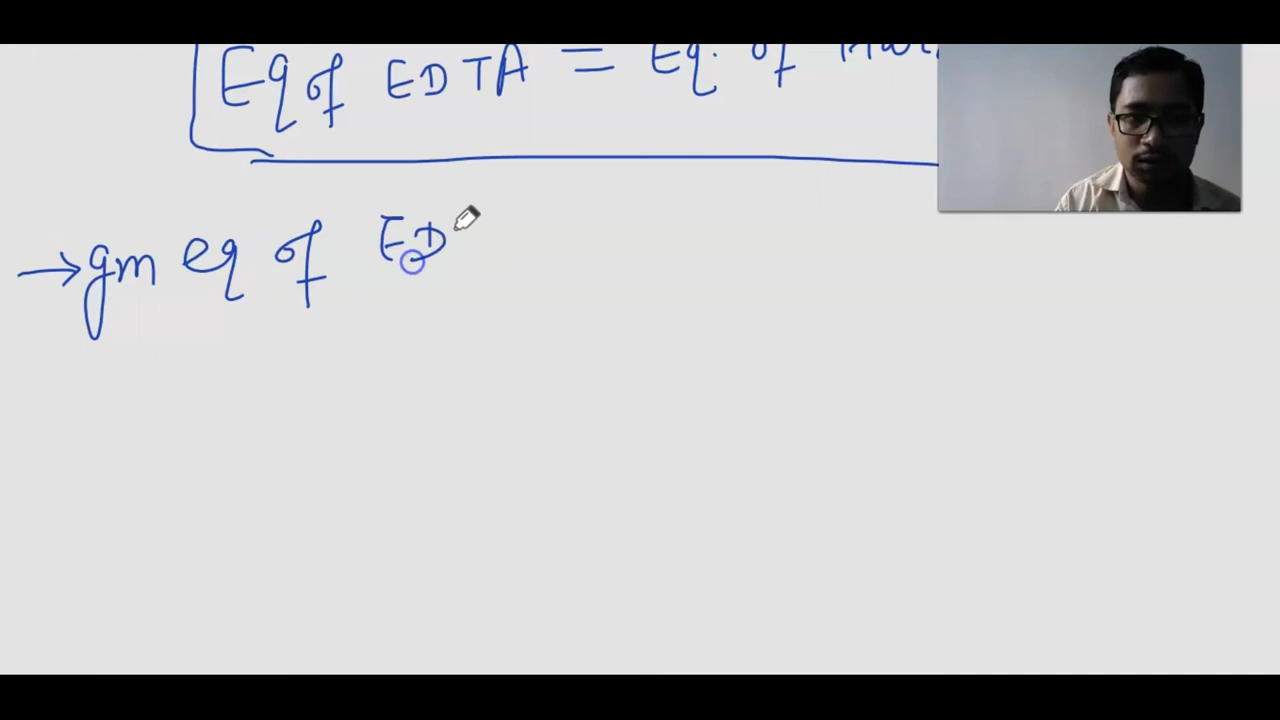 Eq of EDTA = Eq. of
→ gm eq of ED